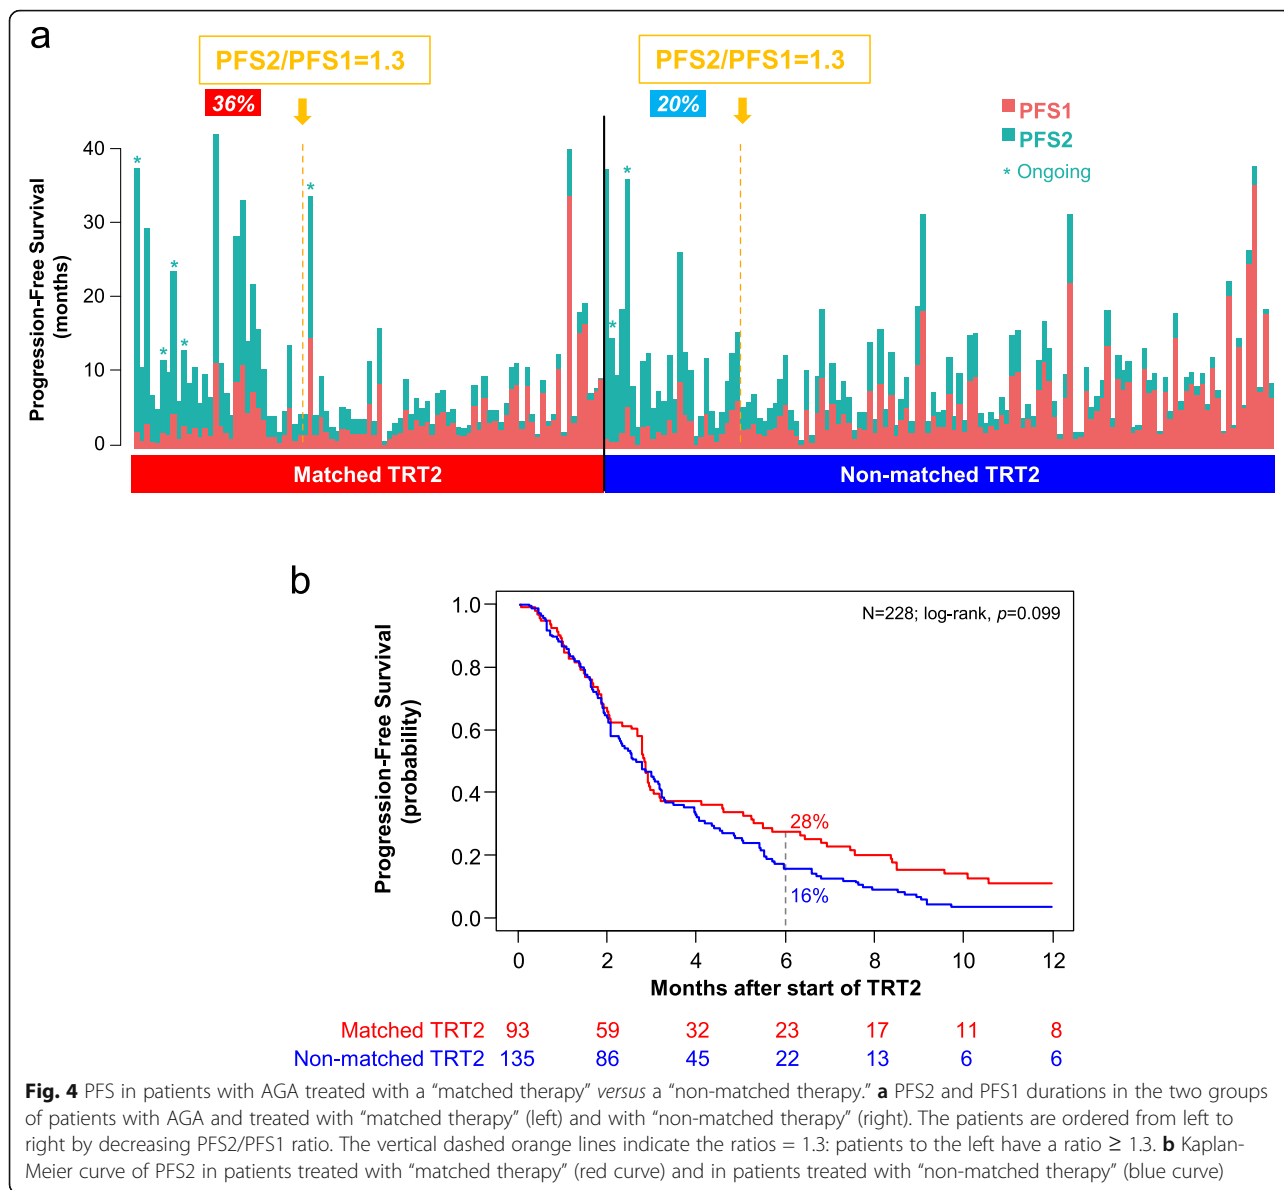 a
PFS2/PFS1=1.3
PFS2/PFS1=1.3
36%
20%
PFS1
PFS2
* Ongoing
Progression-Free Survival
(months)
40
30
20
10
0
* * * * * * *
Matched TRT2
Non-matched TRT2
b
N=228; log-rank, p=0.099
Progression-Free Survival
(probability)
1.0
0.8
0.6
0.4
0.2
0.0
28%
16%
0 2 4 6 8 10 12
Months after start of TRT2
Matched TRT2 93 59 32 23 17 11 8
Non-matched TRT2 135 86 45 22 13 6 6
Fig. 4 PFS in patients with AGA treated with a “matched therapy” versus a “non-matched therapy.” a PFS2 and PFS1 durations in the two groups
of patients with AGA and treated with “matched therapy” (left) and with “non-matched therapy” (right). The patients are ordered from left to
right by decreasing PFS2/PFS1 ratio. The vertical dashed orange lines indicate the ratios = 1.3: patients to the left have a ratio ≥ 1.3. b Kaplan-
Meier curve of PFS2 in patients treated with “matched therapy” (red curve) and in patients treated with “non-matched therapy” (blue curve)